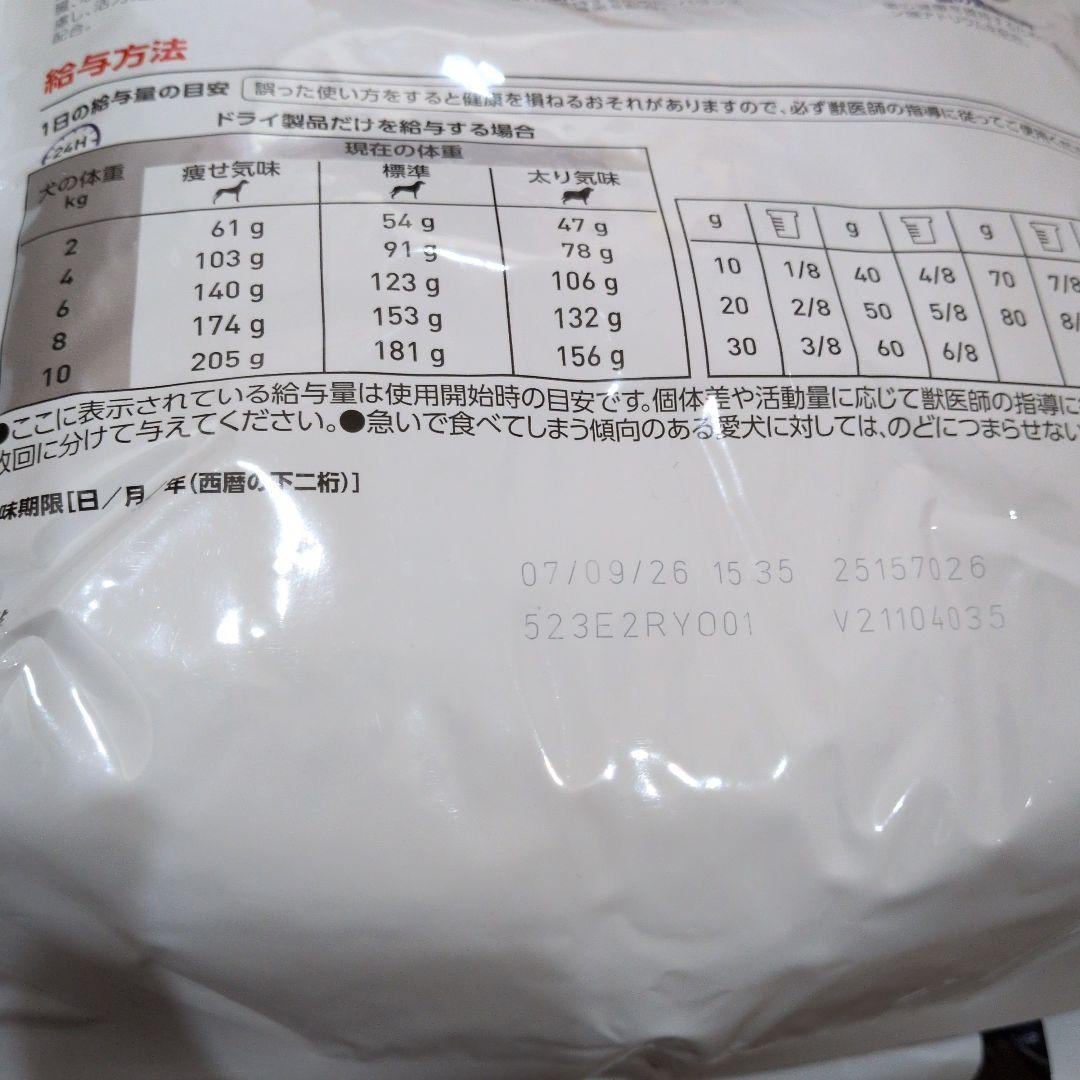 配合。
給与方法
1日の給与量の目安 誤った使い方をすると健康を損ねるおそれがありますので、必ず獣医師の指導に従ってご使用
24H
ドライ製品だけを給与する場合
犬の体重 kg 現在の体重
痩せ気味 標準 太り気味
2 61 g 54 g 47 g
4 103 g 91 g 78 g
6 140 g 123 g 106 g
8 174 g 153 g 132 g
10 205 g 181 g 156 g
g g g
10 1/8 40 4/8 70 7/8
20 2/8 50 5/8 80 8/
30 3/8 60 6/8
●ここに表示されている給与量は使用開始時の目安です。個体差や活動量に応じて獣医師の指導に
数回に分けて与えてください。●急いで食べてしまう傾向のある愛犬に対しては、のどにつまらせない
味期限[日/月/年(西暦の下二桁)]
07/09/26 15 35 25157026
523E2RYO01 V21104035